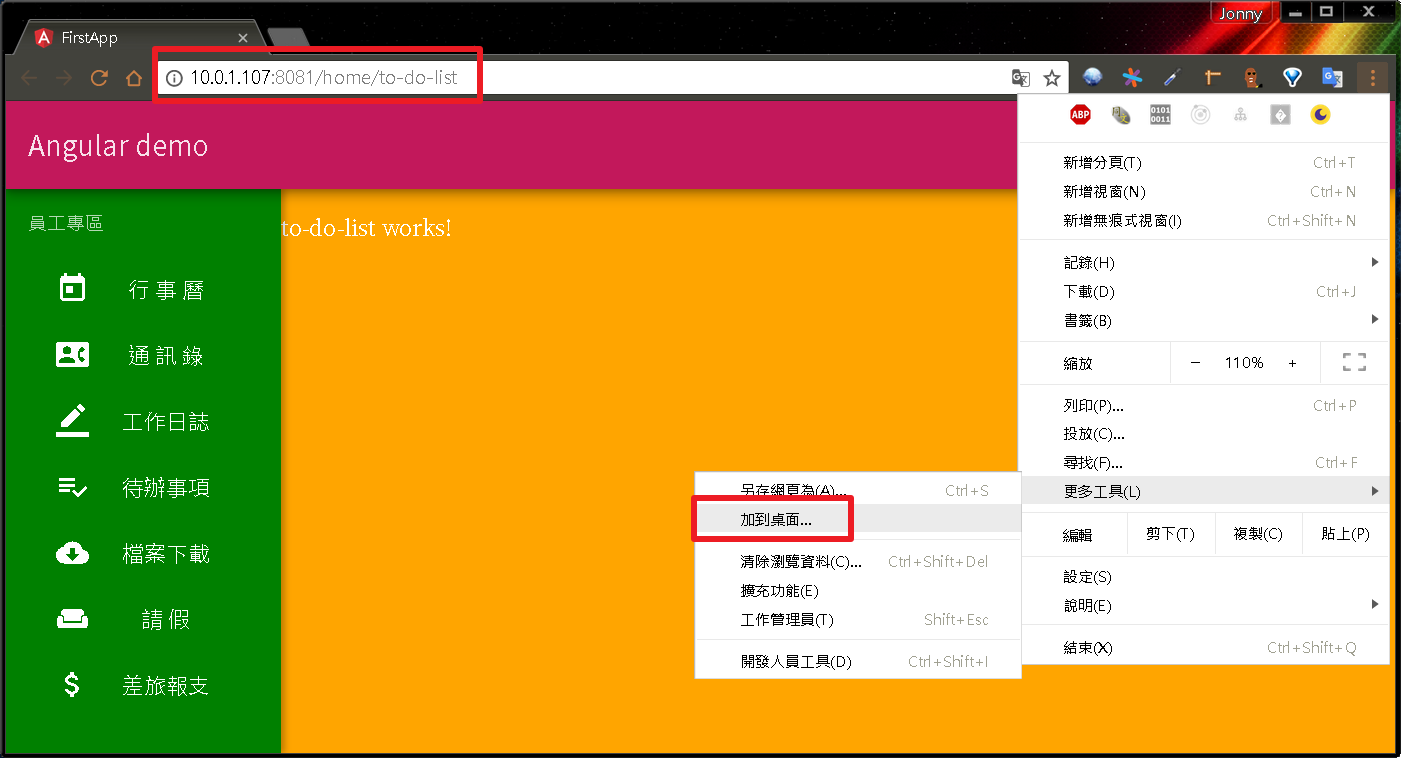 Jonny
FirstApp
10.0.1.107:8081/home/to-do-list
ABP
0101
0011
Angular demo
員工專區
行事曆
通訊錄
工作日誌
待辦事項
檔案下載
請假
差旅報支
to-do-list works!
新增分頁(T) Ctrl+T
新增視窗(N) Ctrl+N
新增無痕式視窗(I) Ctrl+Shift+N
記錄(H)
下載(D) Ctrl+J
書籤(B)
縮放 − 110% +
列印(P)... Ctrl+P
投放(C)...
尋找(F)... Ctrl+F
更多工具(L)
編輯 剪下(T) 複製(C) 貼上(P)
設定(S)
說明(E)
結束(X) Ctrl+Shift+Q
另存網頁為(A)... Ctrl+S
加到桌面...
清除瀏覽資料(C)... Ctrl+Shift+Del
擴充功能(E)
工作管理員(T) Shift+Esc
開發人員工具(D) Ctrl+Shift+I